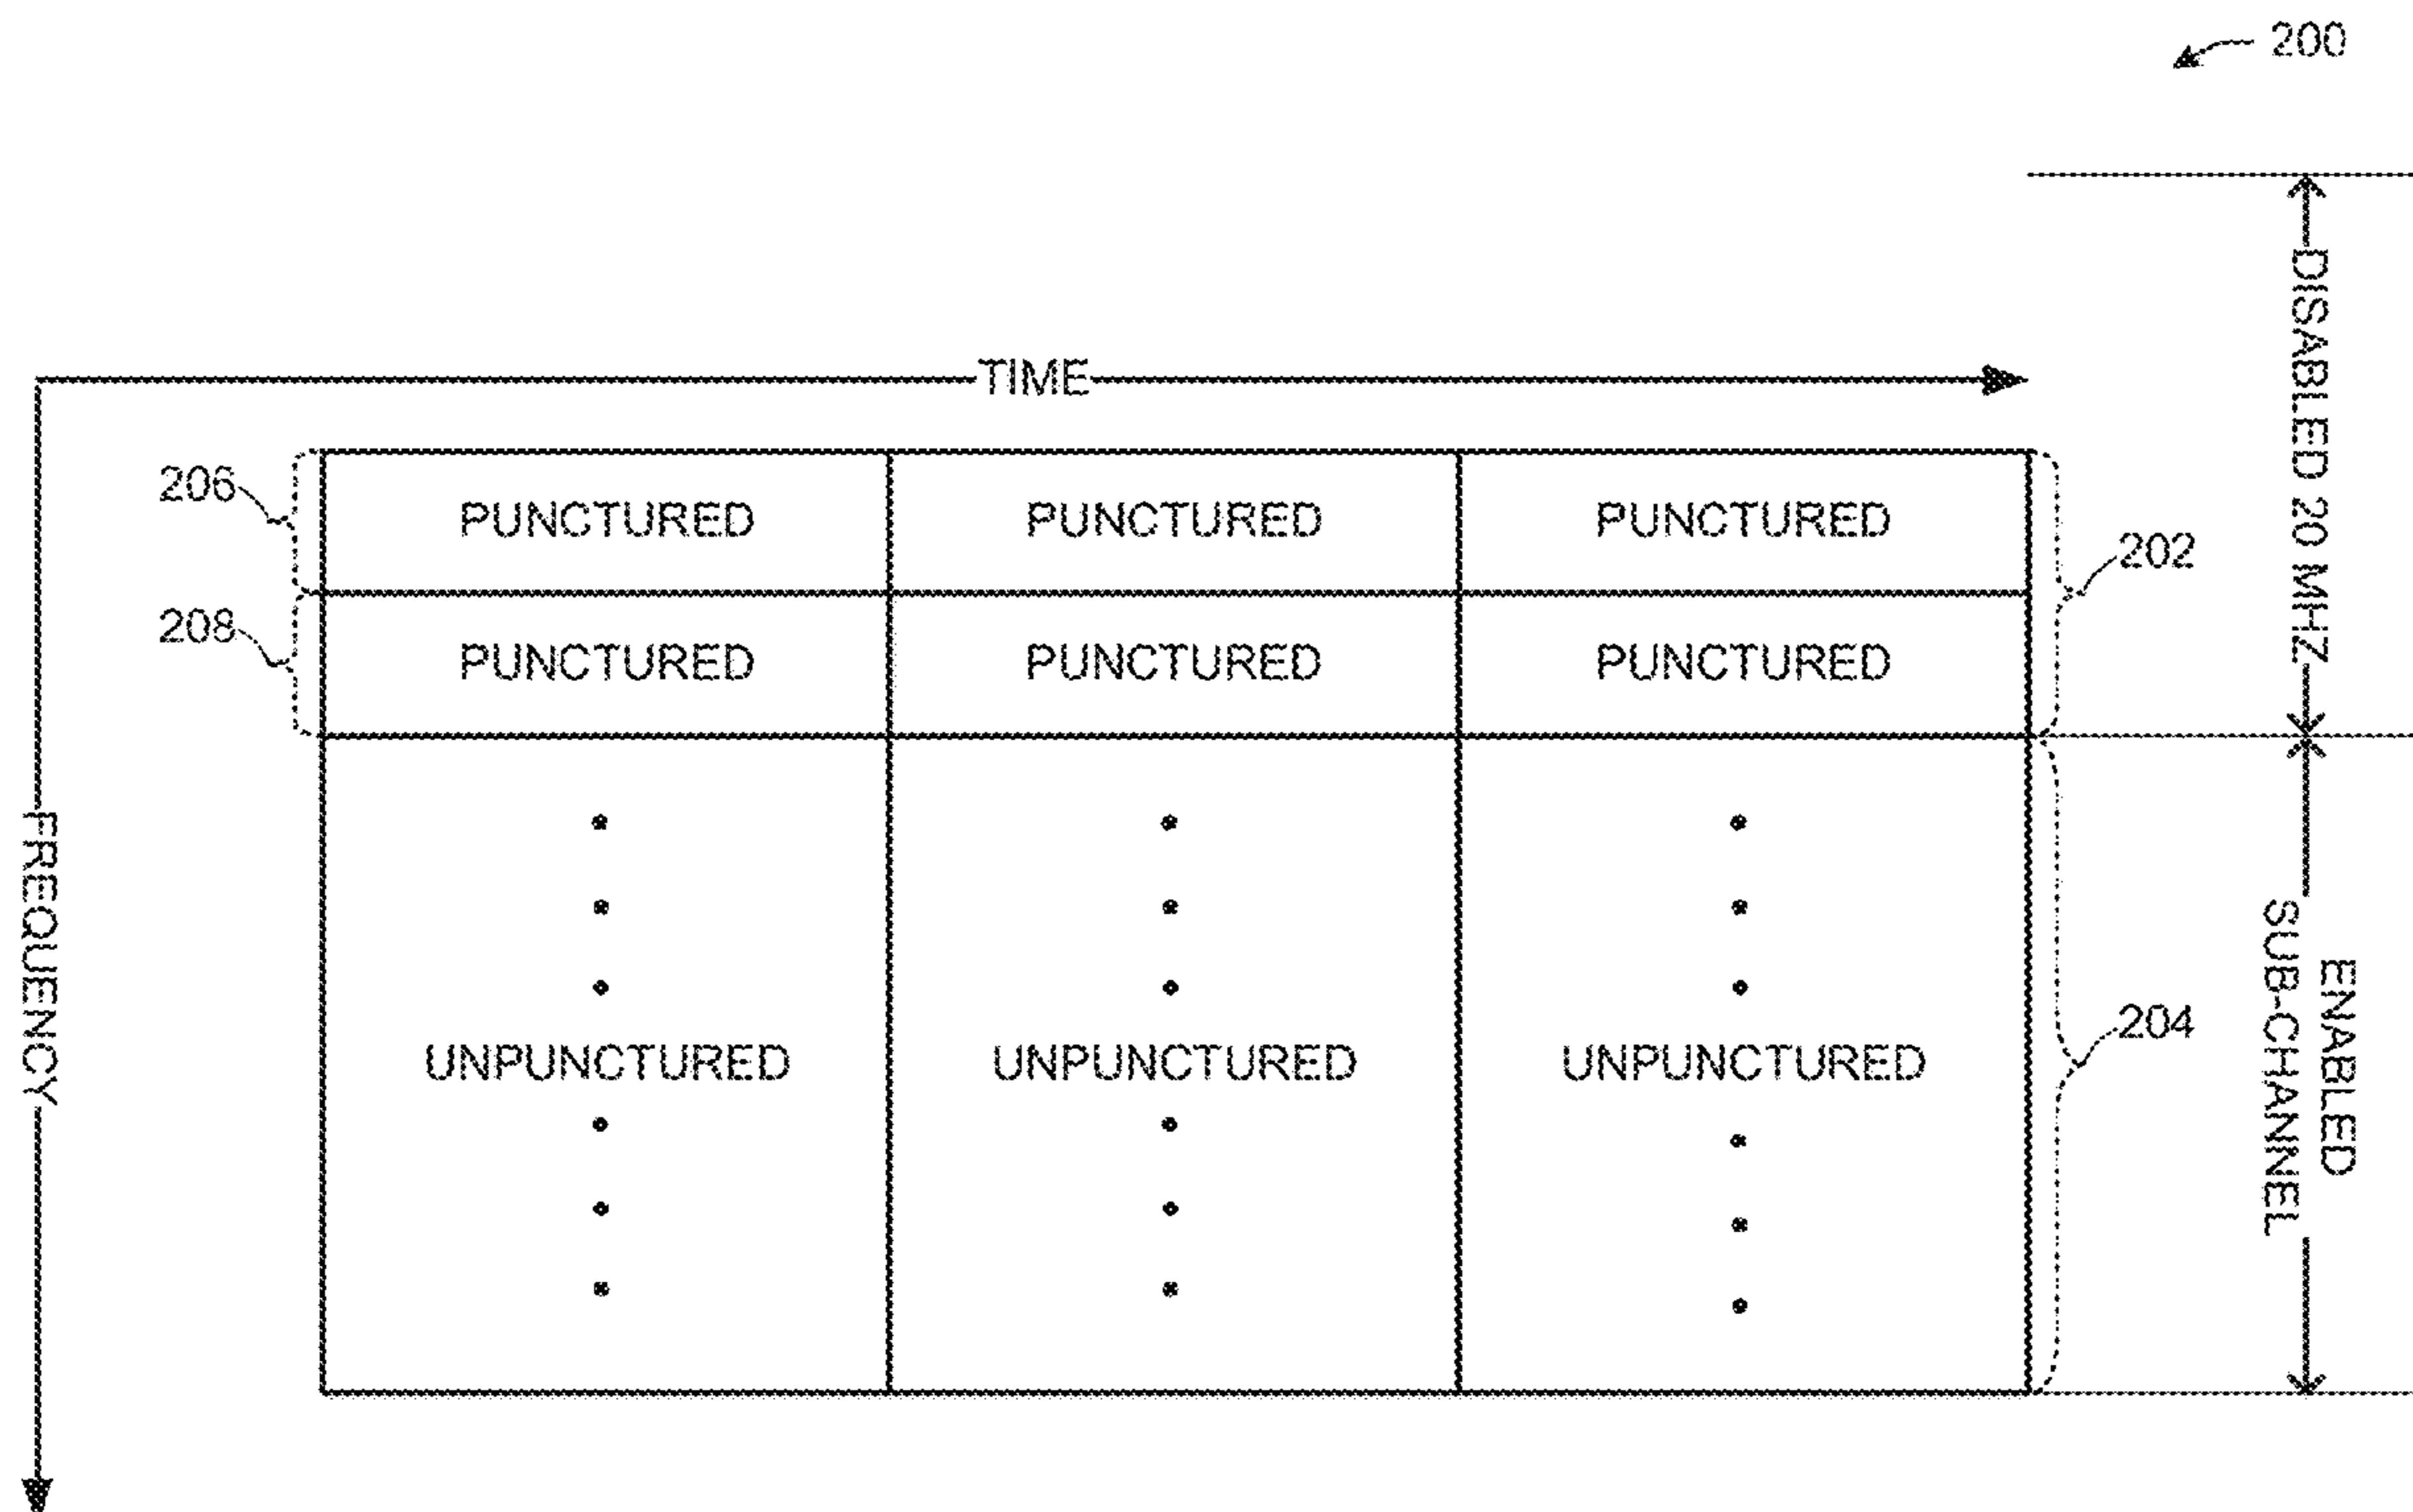 200
TIME
206
PUNCTURED PUNCTURED PUNCTURED
202
208
PUNCTURED PUNCTURED PUNCTURED
DISABLED 20 MHZ
UNPUNCTURED UNPUNCTURED UNPUNCTURED
204
ENABLED
SUB-CHANNEL
FREQUENCY